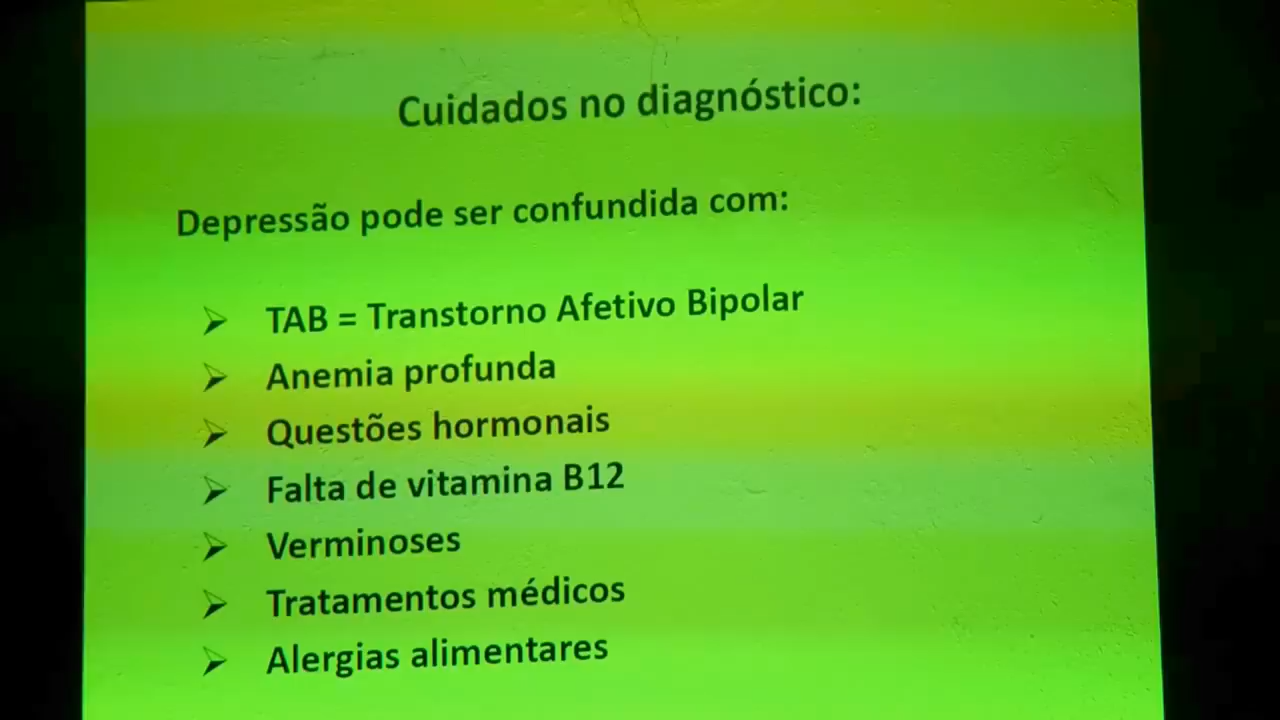 Cuidados no diagnóstico:
Depressão pode ser confundida com:
TAB = Transtorno Afetivo Bipolar
Anemia profunda
Questões hormonais
Falta de vitamina B12
Verminoses
Tratamentos médicos
Alergias alimentares